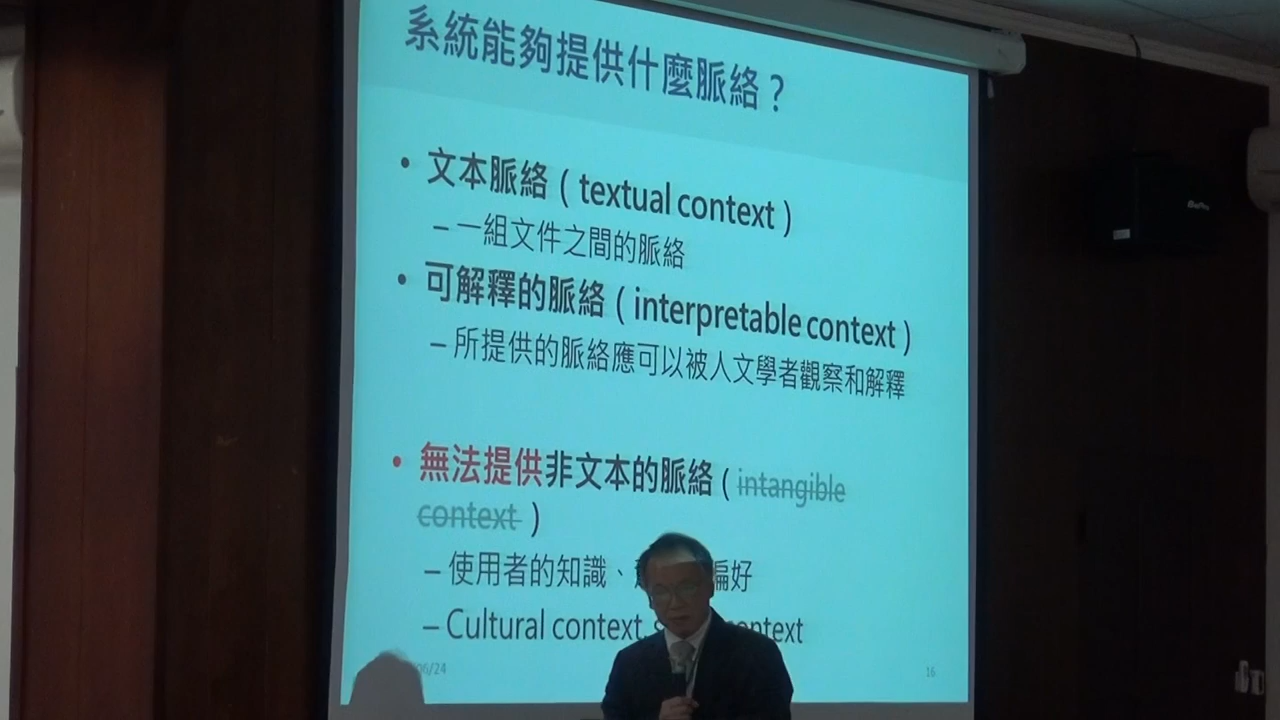 系統能夠提供什麼脈絡？
• 文本脈絡（textual context）
– 一組文件之間的脈絡
• 可解釋的脈絡（interpretable context）
– 所提供的脈絡應可以被人文學者觀察和解釋
• 無法提供非文本的脈絡（intangible
context）
– 使用者的知識、偏好
– Cultural context,
06/24
16